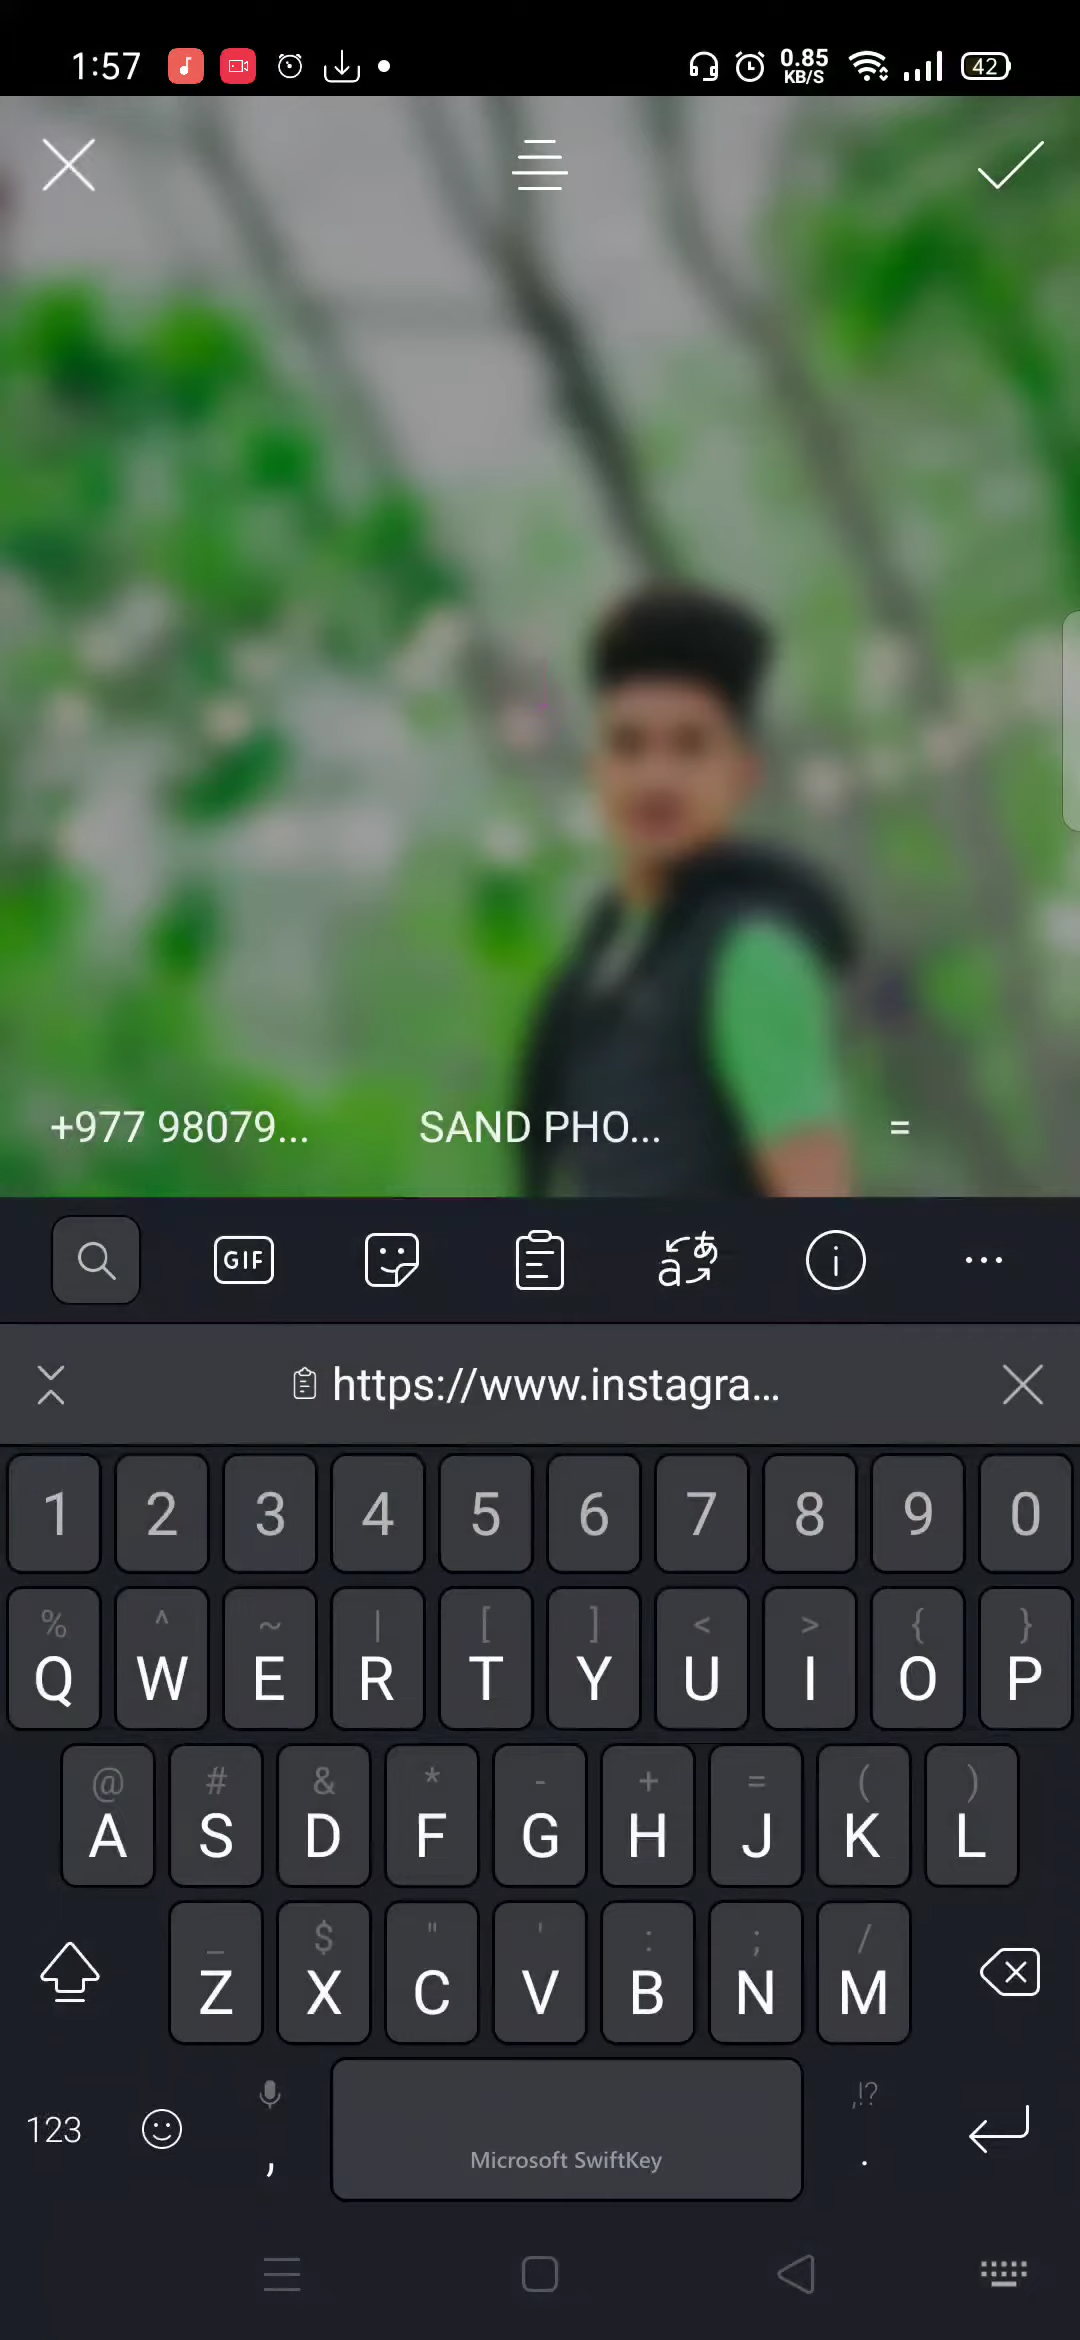 1:57 0.85 KB/S 42
+977 98079... SAND PHO... =
GIF a あ i ...
https://www.instagra...
1 2 3 4 5 6 7 8 9 0
% ^ ~ | [ ] < > { }
Q W E R T Y U I O P
@ # & * - + = ( )
A S D F G H J K L
_ $ " ' : ; /
Z X C V B N M
,!?
123 , Microsoft SwiftKey .